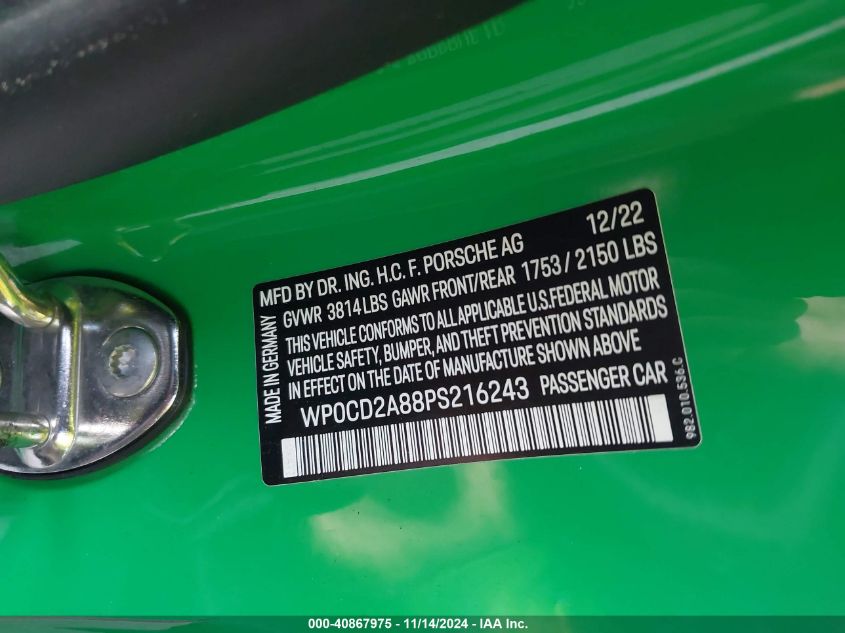 MFD BY DR. ING. H.C. F. PORSCHE AG 12/22
GVWR 3814 LBS GAWR FRONT/REAR 1753 / 2150 LBS
THIS VEHICLE CONFORMS TO ALL APPLICABLE U.S. FEDERAL MOTOR
VEHICLE SAFETY, BUMPER, AND THEFT PREVENTION STANDARDS
IN EFFECT ON THE DATE OF MANUFACTURE SHOWN ABOVE
WP0CD2A88PS216243 PASSENGER CAR
MADE IN GERMANY
982.010.536.C
000-40867975 - 11/14/2024 - IAA Inc.